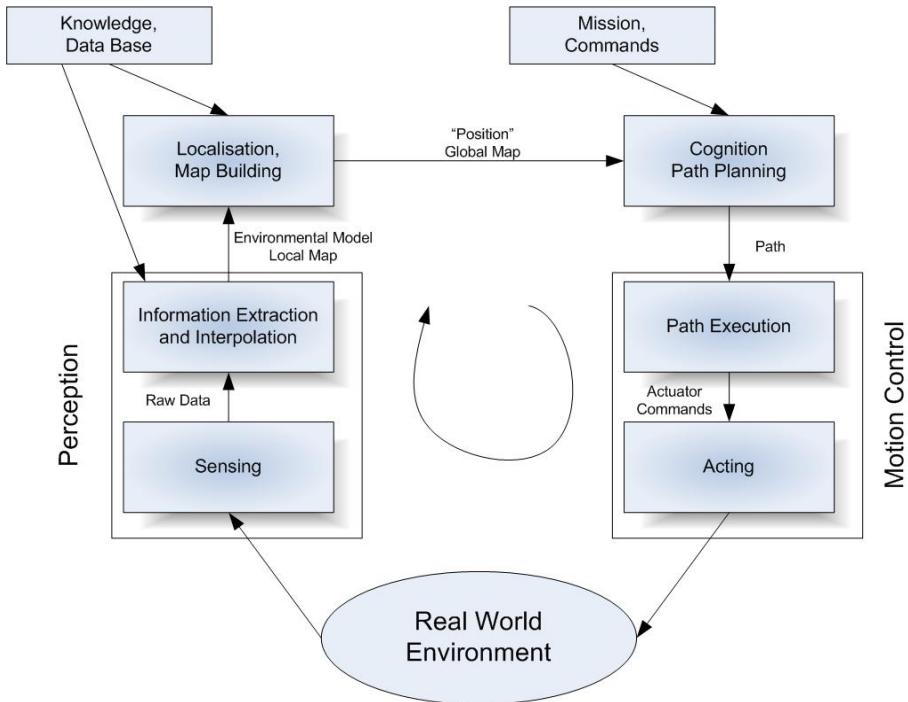 Knowledge,
Data Base
Mission,
Commands
Localisation,
Map Building
"Position"
Global Map
Cognition
Path Planning
Environmental Model
Local Map
Path
Information Extraction
and Interpolation
Path Execution
Perception
Raw Data
Actuator
Commands
Motion Control
Sensing
Acting
Real World
Environment